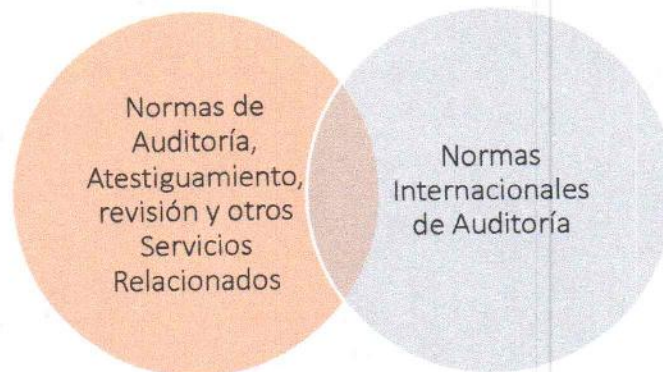 Normas de
Auditoría,
Atestiguamiento,
revisión y otros
Servicios
Relacionados
Normas
Internacionales
de Auditoría